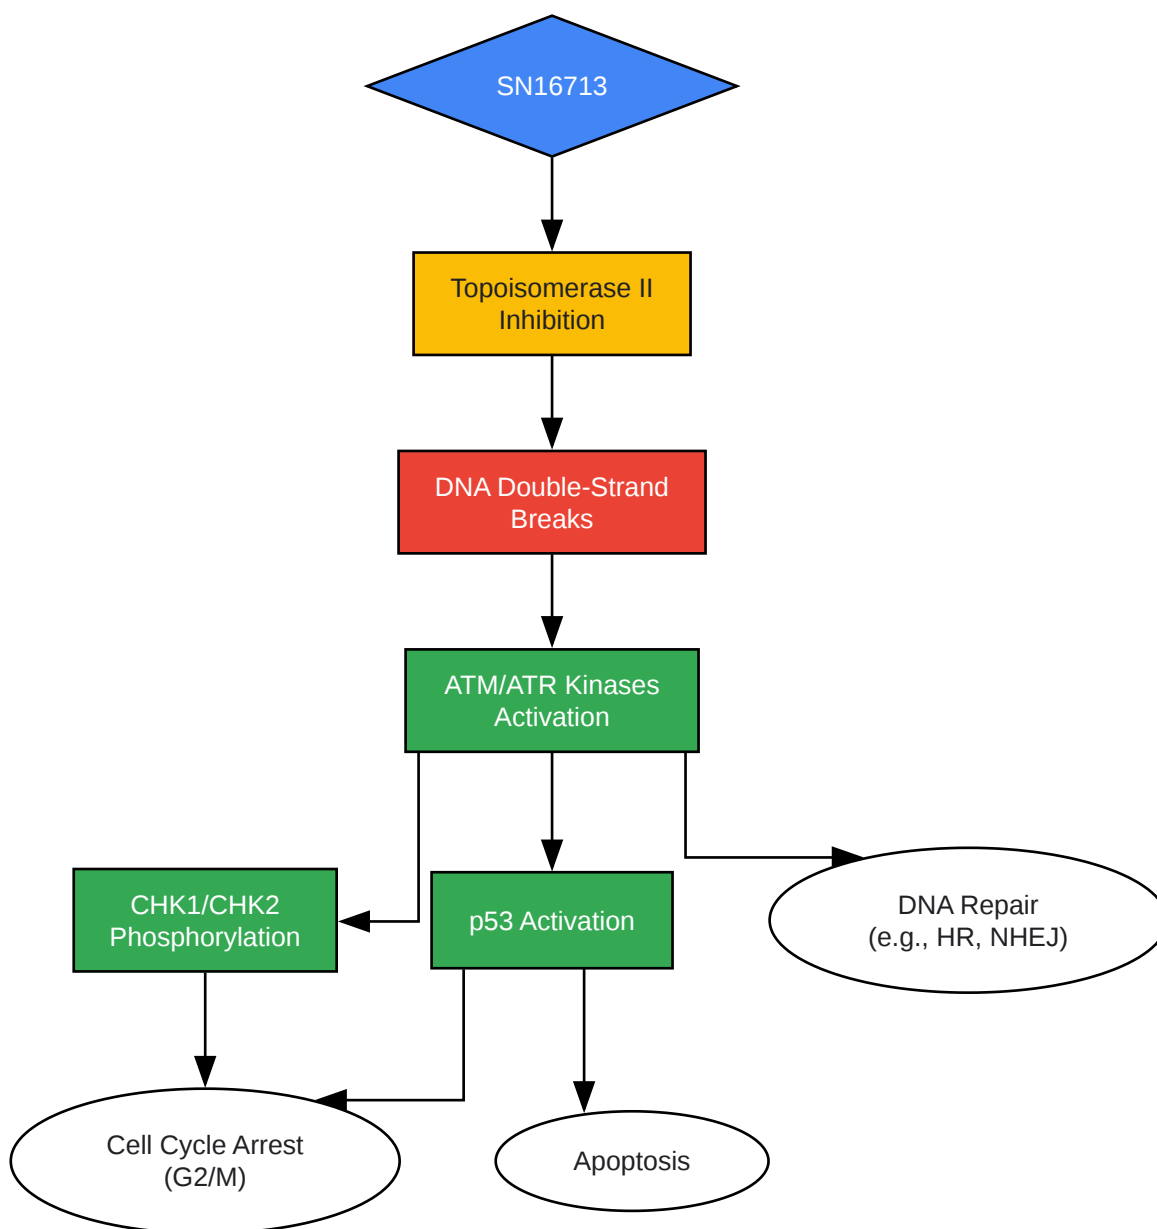 SN16713
Topoisomerase II
Inhibition
DNA Double-Strand
Breaks
ATM/ATR Kinases
Activation
CHK1/CHK2
Phosphorylation
p53 Activation
DNA Repair
(e.g., HR, NHEJ)
Cell Cycle Arrest
(G2/M)
Apoptosis